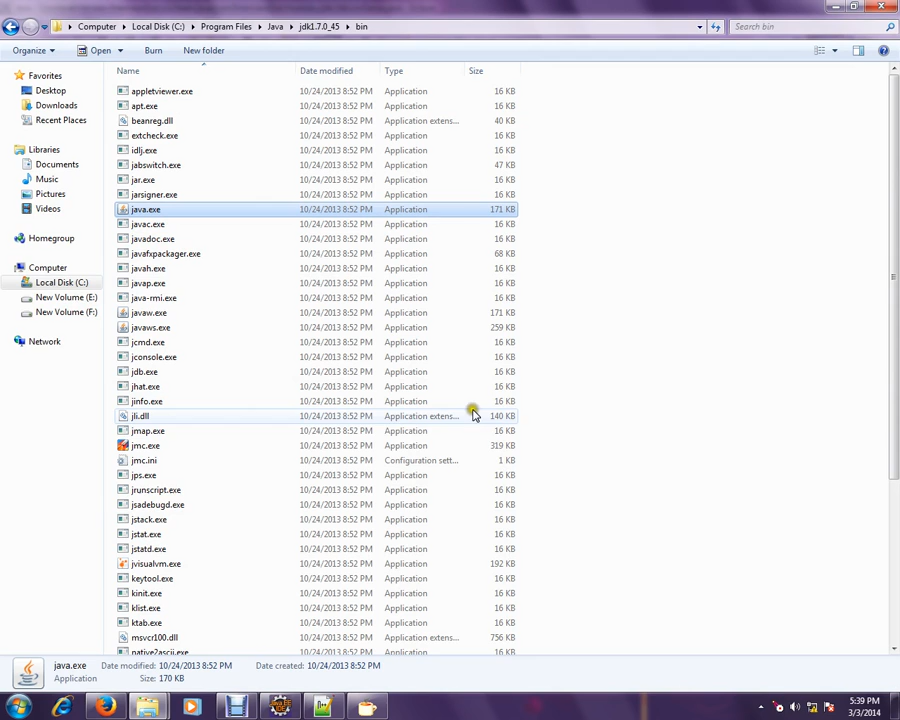 Computer ▸ Local Disk (C:) ▸ Program Files ▸ Java ▸ jdk1.7.0_45 ▸ bin
Search bin
Organize Open Burn New folder
Name Date modified Type Size
Favorites
Desktop
Downloads
Recent Places
Libraries
Documents
Music
Pictures
Videos
Homegroup
Computer
Local Disk (C:)
New Volume (E:)
New Volume (F:)
Network
appletviewer.exe 10/24/2013 8:52 PM Application 16 KB
apt.exe 10/24/2013 8:52 PM Application 16 KB
beanreg.dll 10/24/2013 8:52 PM Application extens... 40 KB
extcheck.exe 10/24/2013 8:52 PM Application 16 KB
idlj.exe 10/24/2013 8:52 PM Application 16 KB
jabswitch.exe 10/24/2013 8:52 PM Application 47 KB
jar.exe 10/24/2013 8:52 PM Application 16 KB
jarsigner.exe 10/24/2013 8:52 PM Application 16 KB
java.exe 10/24/2013 8:52 PM Application 171 KB
javac.exe 10/24/2013 8:52 PM Application 16 KB
javadoc.exe 10/24/2013 8:52 PM Application 16 KB
javafxpackager.exe 10/24/2013 8:52 PM Application 68 KB
javah.exe 10/24/2013 8:52 PM Application 16 KB
javap.exe 10/24/2013 8:52 PM Application 16 KB
java-rmi.exe 10/24/2013 8:52 PM Application 16 KB
javaw.exe 10/24/2013 8:52 PM Application 171 KB
javaws.exe 10/24/2013 8:52 PM Application 259 KB
jcmd.exe 10/24/2013 8:52 PM Application 16 KB
jconsole.exe 10/24/2013 8:52 PM Application 16 KB
jdb.exe 10/24/2013 8:52 PM Application 16 KB
jhat.exe 10/24/2013 8:52 PM Application 16 KB
jinfo.exe 10/24/2013 8:52 PM Application 16 KB
jli.dll 10/24/2013 8:52 PM Application extens... 140 KB
jmap.exe 10/24/2013 8:52 PM Application 16 KB
jmc.exe 10/24/2013 8:52 PM Application 319 KB
jmc.ini 10/24/2013 8:52 PM Configuration sett... 1 KB
jps.exe 10/24/2013 8:52 PM Application 16 KB
jrunscript.exe 10/24/2013 8:52 PM Application 16 KB
jsadebugd.exe 10/24/2013 8:52 PM Application 16 KB
jstack.exe 10/24/2013 8:52 PM Application 16 KB
jstat.exe 10/24/2013 8:52 PM Application 16 KB
jstatd.exe 10/24/2013 8:52 PM Application 16 KB
jvisualvm.exe 10/24/2013 8:52 PM Application 192 KB
keytool.exe 10/24/2013 8:52 PM Application 16 KB
kinit.exe 10/24/2013 8:52 PM Application 16 KB
klist.exe 10/24/2013 8:52 PM Application 16 KB
ktab.exe 10/24/2013 8:52 PM Application 16 KB
msvcr100.dll 10/24/2013 8:52 PM Application extens... 756 KB
native2ascii.exe 10/24/2013 8:52 PM Application 16 KB
java.exe Date modified: 10/24/2013 8:52 PM Date created: 10/24/2013 8:52 PM
Application Size: 170 KB
5:39 PM
3/3/2014